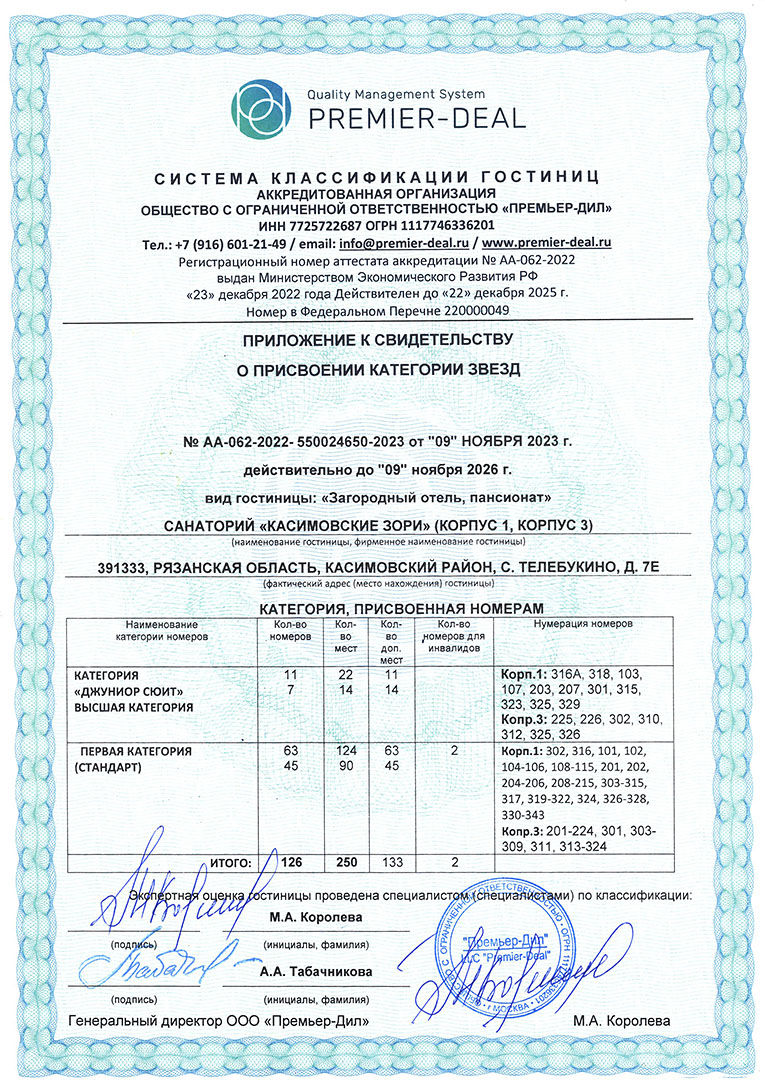 Quality Management System
PREMIER-DEAL
СИСТЕМА КЛАССИФИКАЦИИ ГОСТИНИЦ
АККРЕДИТОВАННАЯ ОРГАНИЗАЦИЯ
ОБЩЕСТВО С ОГРАНИЧЕННОЙ ОТВЕТСТВЕННОСТЬЮ «ПРЕМЬЕР-ДИЛ»
ИНН 7725722687 ОГРН 1117746336201
Тел.: +7 (916) 601-21-49 / email: info@premier-deal.ru / www.premier-deal.ru
Регистрационный номер аттестата аккредитации № АА-062-2022
выдан Министерством Экономического Развития РФ
«23» декабря 2022 года Действителен до «22» декабря 2025 г.
Номер в Федеральном Перечне 220000049
ПРИЛОЖЕНИЕ К СВИДЕТЕЛЬСТВУ
О ПРИСВОЕНИИ КАТЕГОРИИ ЗВЕЗД
№ АА-062-2022- 550024650-2023 от "09" НОЯБРЯ 2023 г.
действительно до "09" ноября 2026 г.
вид гостиницы: «Загородный отель, пансионат»
САНАТОРИЙ «КАСИМОВСКИЕ ЗОРИ» (КОРПУС 1, КОРПУС 3)
(наименование гостиницы, фирменное наименование гостиницы)
391333, РЯЗАНСКАЯ ОБЛАСТЬ, КАСИМОВСКИЙ РАЙОН, С. ТЕЛЕБУКИНО, Д. 7Е
(фактический адрес (место нахождения) гостиницы)
КАТЕГОРИЯ, ПРИСВОЕННАЯ НОМЕРАМ
Наименование
категории номеров
Кол-во
номеров
Кол-
во
мест
Кол-
во
доп.
мест
Кол-во
номеров для
инвалидов
Нумерация номеров
КАТЕГОРИЯ
«ДЖУНИОР СЮИТ»
ВЫСШАЯ КАТЕГОРИЯ
11
7
22
14
11
14
Корп.1: 316А, 318, 103,
107, 203, 207, 301, 315,
323, 325, 329
Копр.3: 225, 226, 302, 310,
312, 325, 326
ПЕРВАЯ КАТЕГОРИЯ
(СТАНДАРТ)
63
45
124
90
63
45
2
Корп.1: 302, 316, 101, 102,
104-106, 108-115, 201, 202,
204-206, 208-215, 303-315,
317, 319-322, 324, 326-328,
330-343
Копр.3: 201-224, 301, 303-
309, 311, 313-324
ИТОГО: 126 250 133 2
Экспертная оценка гостиницы проведена специалистом (специалистами) по классификации:
М.А. Королева
(подпись) (инициалы, фамилия)
А.А. Табачникова
(подпись) (инициалы, фамилия)
"Премьер-Дил"
LLC "Premier-Deal"
Генеральный директор ООО «Премьер-Дил» М.А. Королева